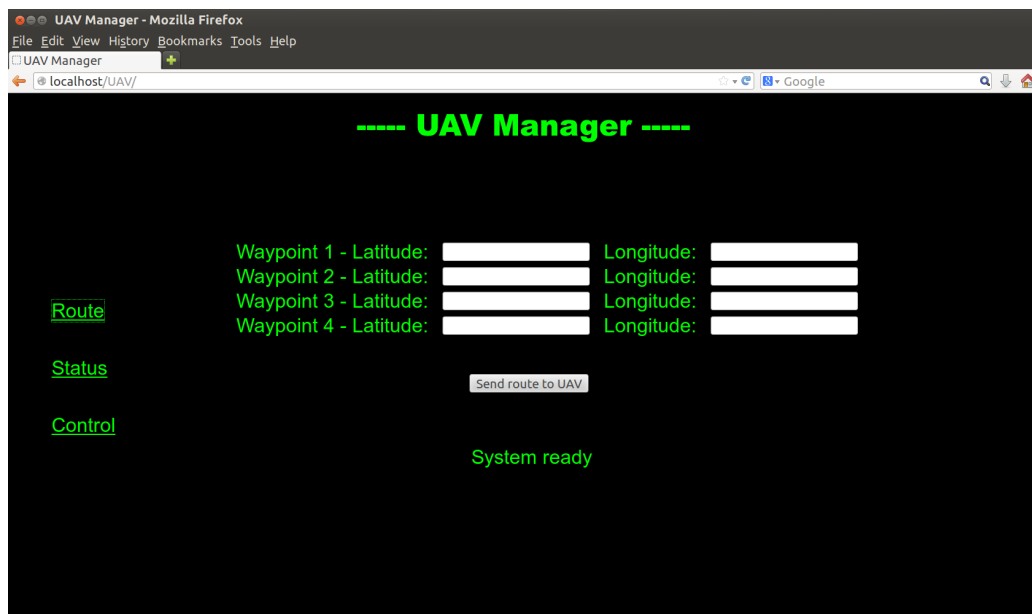 UAV Manager - Mozilla Firefox
File Edit View History Bookmarks Tools Help
UAV Manager
localhost/UAV/ Google
----- UAV Manager -----
Waypoint 1 - Latitude: Longitude:
Waypoint 2 - Latitude: Longitude:
Waypoint 3 - Latitude: Longitude:
Waypoint 4 - Latitude: Longitude:
Route
Status
Send route to UAV
Control
System ready